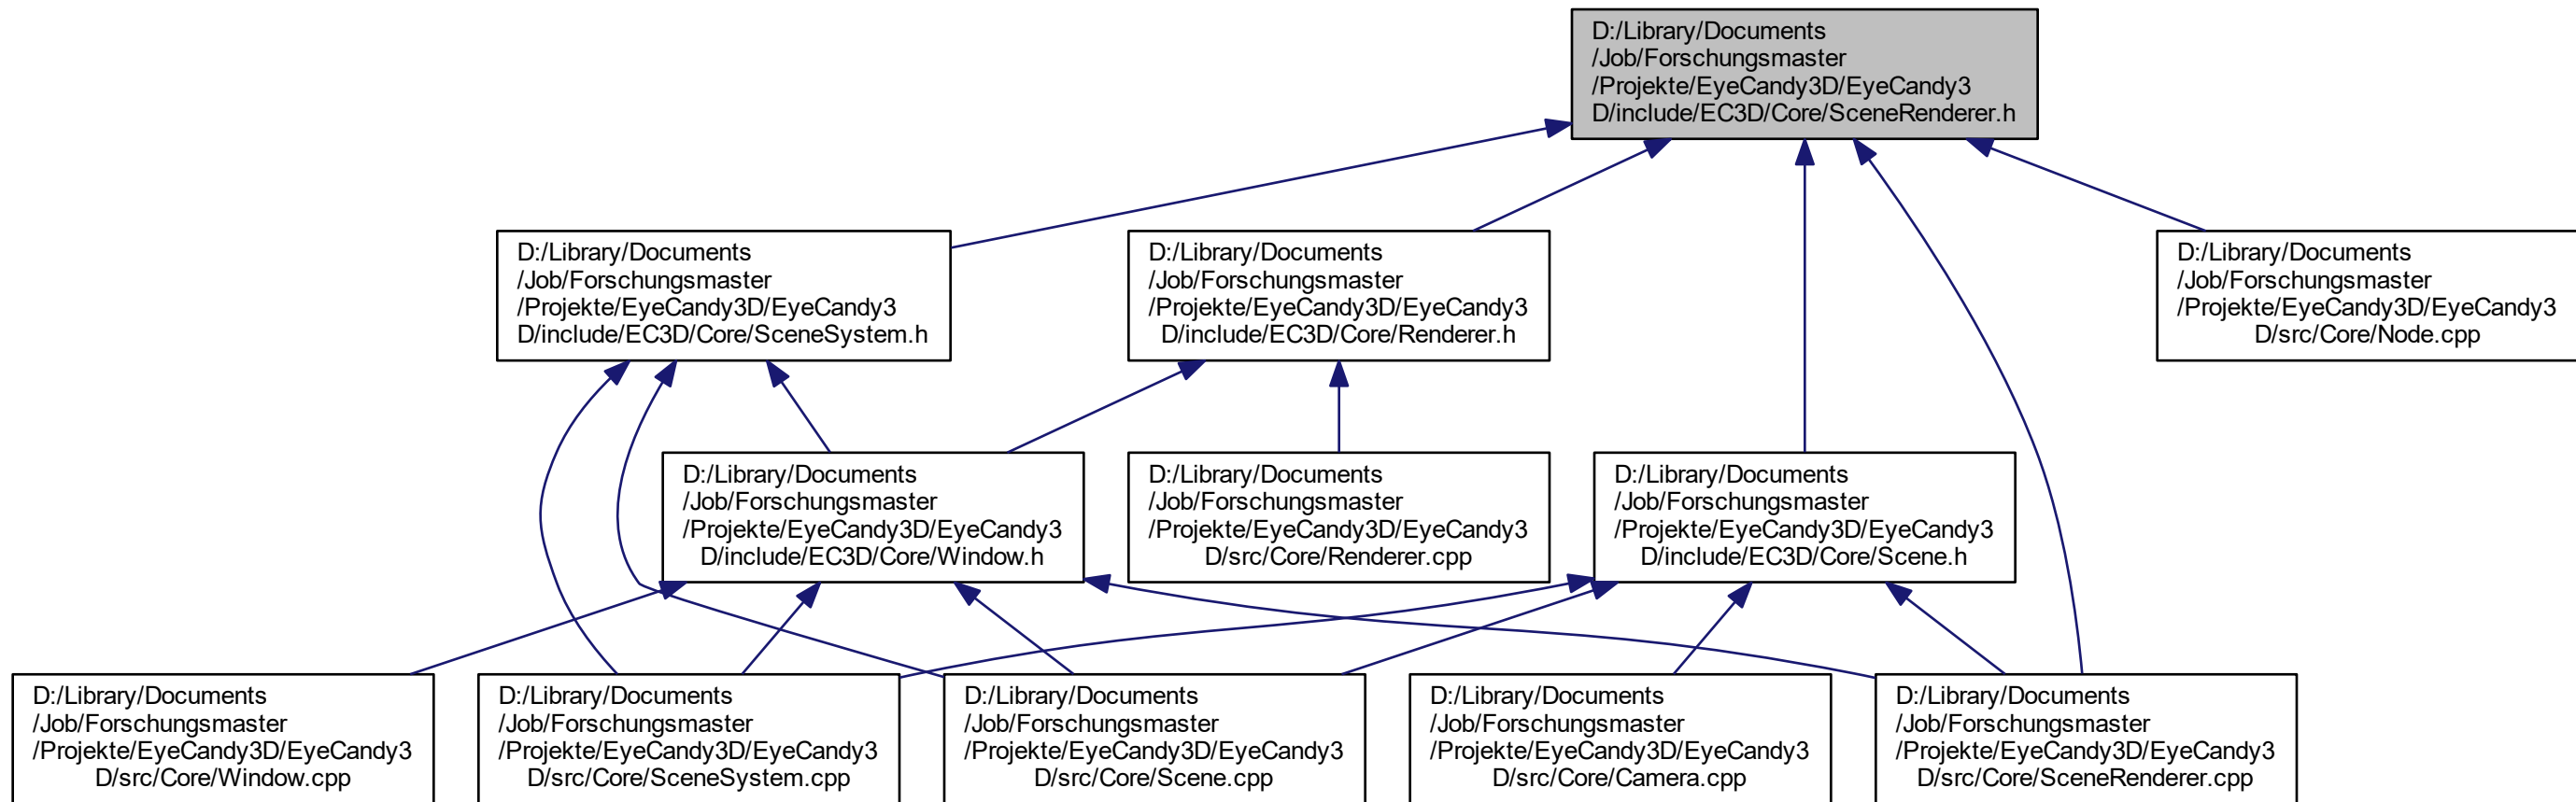 D:/Library/Documents
/Job/Forschungsmaster
/Projekte/EyeCandy3D/EyeCandy3
D/include/EC3D/Core/SceneRenderer.h
D:/Library/Documents
/Job/Forschungsmaster
/Projekte/EyeCandy3D/EyeCandy3
D/include/EC3D/Core/SceneSystem.h
D:/Library/Documents
/Job/Forschungsmaster
/Projekte/EyeCandy3D/EyeCandy3
D/include/EC3D/Core/Renderer.h
D:/Library/Documents
/Job/Forschungsmaster
/Projekte/EyeCandy3D/EyeCandy3
D/src/Core/Node.cpp
D:/Library/Documents
/Job/Forschungsmaster
/Projekte/EyeCandy3D/EyeCandy3
D/include/EC3D/Core/Window.h
D:/Library/Documents
/Job/Forschungsmaster
/Projekte/EyeCandy3D/EyeCandy3
D/src/Core/Renderer.cpp
D:/Library/Documents
/Job/Forschungsmaster
/Projekte/EyeCandy3D/EyeCandy3
D/include/EC3D/Core/Scene.h
D:/Library/Documents
/Job/Forschungsmaster
/Projekte/EyeCandy3D/EyeCandy3
D/src/Core/Window.cpp
D:/Library/Documents
/Job/Forschungsmaster
/Projekte/EyeCandy3D/EyeCandy3
D/src/Core/SceneSystem.cpp
D:/Library/Documents
/Job/Forschungsmaster
/Projekte/EyeCandy3D/EyeCandy3
D/src/Core/Scene.cpp
D:/Library/Documents
/Job/Forschungsmaster
/Projekte/EyeCandy3D/EyeCandy3
D/src/Core/Camera.cpp
D:/Library/Documents
/Job/Forschungsmaster
/Projekte/EyeCandy3D/EyeCandy3
D/src/Core/SceneRenderer.cpp